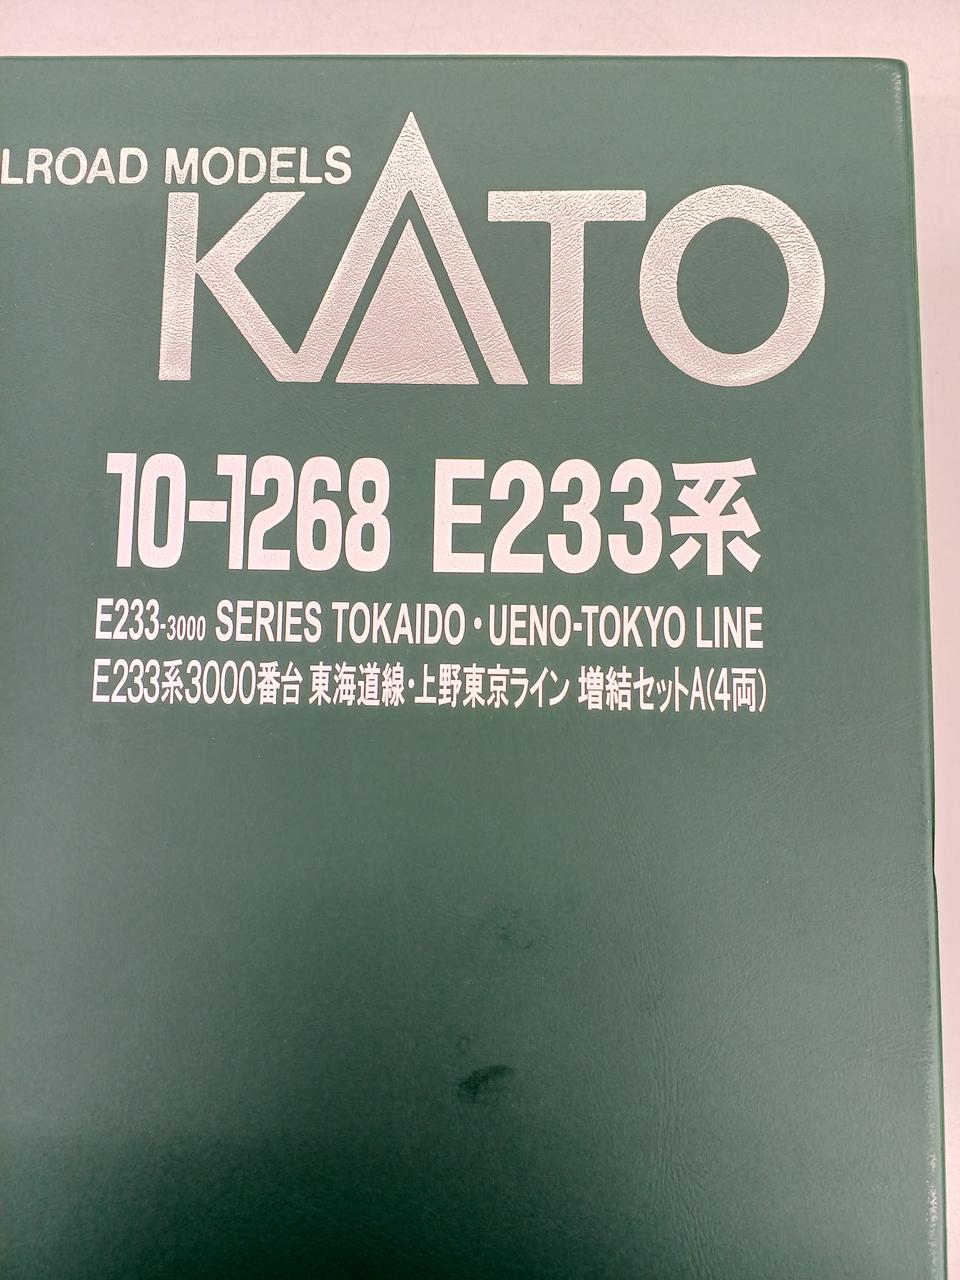 LROAD MODELS
KATO
10-1268 E233系
E233-3000 SERIES TOKAIDO・UENO-TOKYO LINE
E233系3000番台 東海道線・上野東京ライン 増結セットA(4両)